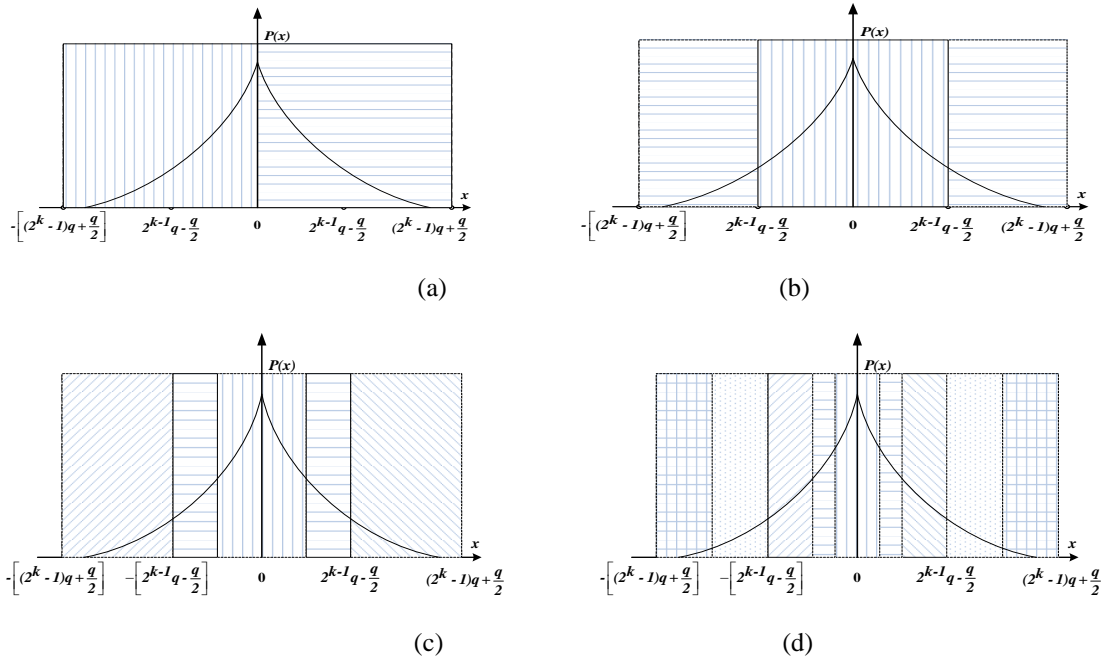 P(x)
x
-[(2^k - 1)q + q/2] 2^k-1 q - q/2 0 2^k-1 q - q/2 (2^k - 1)q + q/2
(a)
P(x)
x
-[(2^k - 1)q + q/2] 2^k-1 q - q/2 0 2^k-1 q - q/2 (2^k - 1)q + q/2
(b)
P(x)
x
-[(2^k - 1)q + q/2] -[2^k-1 q - q/2] 0 2^k-1 q - q/2 (2^k - 1)q + q/2
(c)
P(x)
x
-[(2^k - 1)q + q/2] -[2^k-1 q - q/2] 0 2^k-1 q - q/2 (2^k - 1)q + q/2
(d)